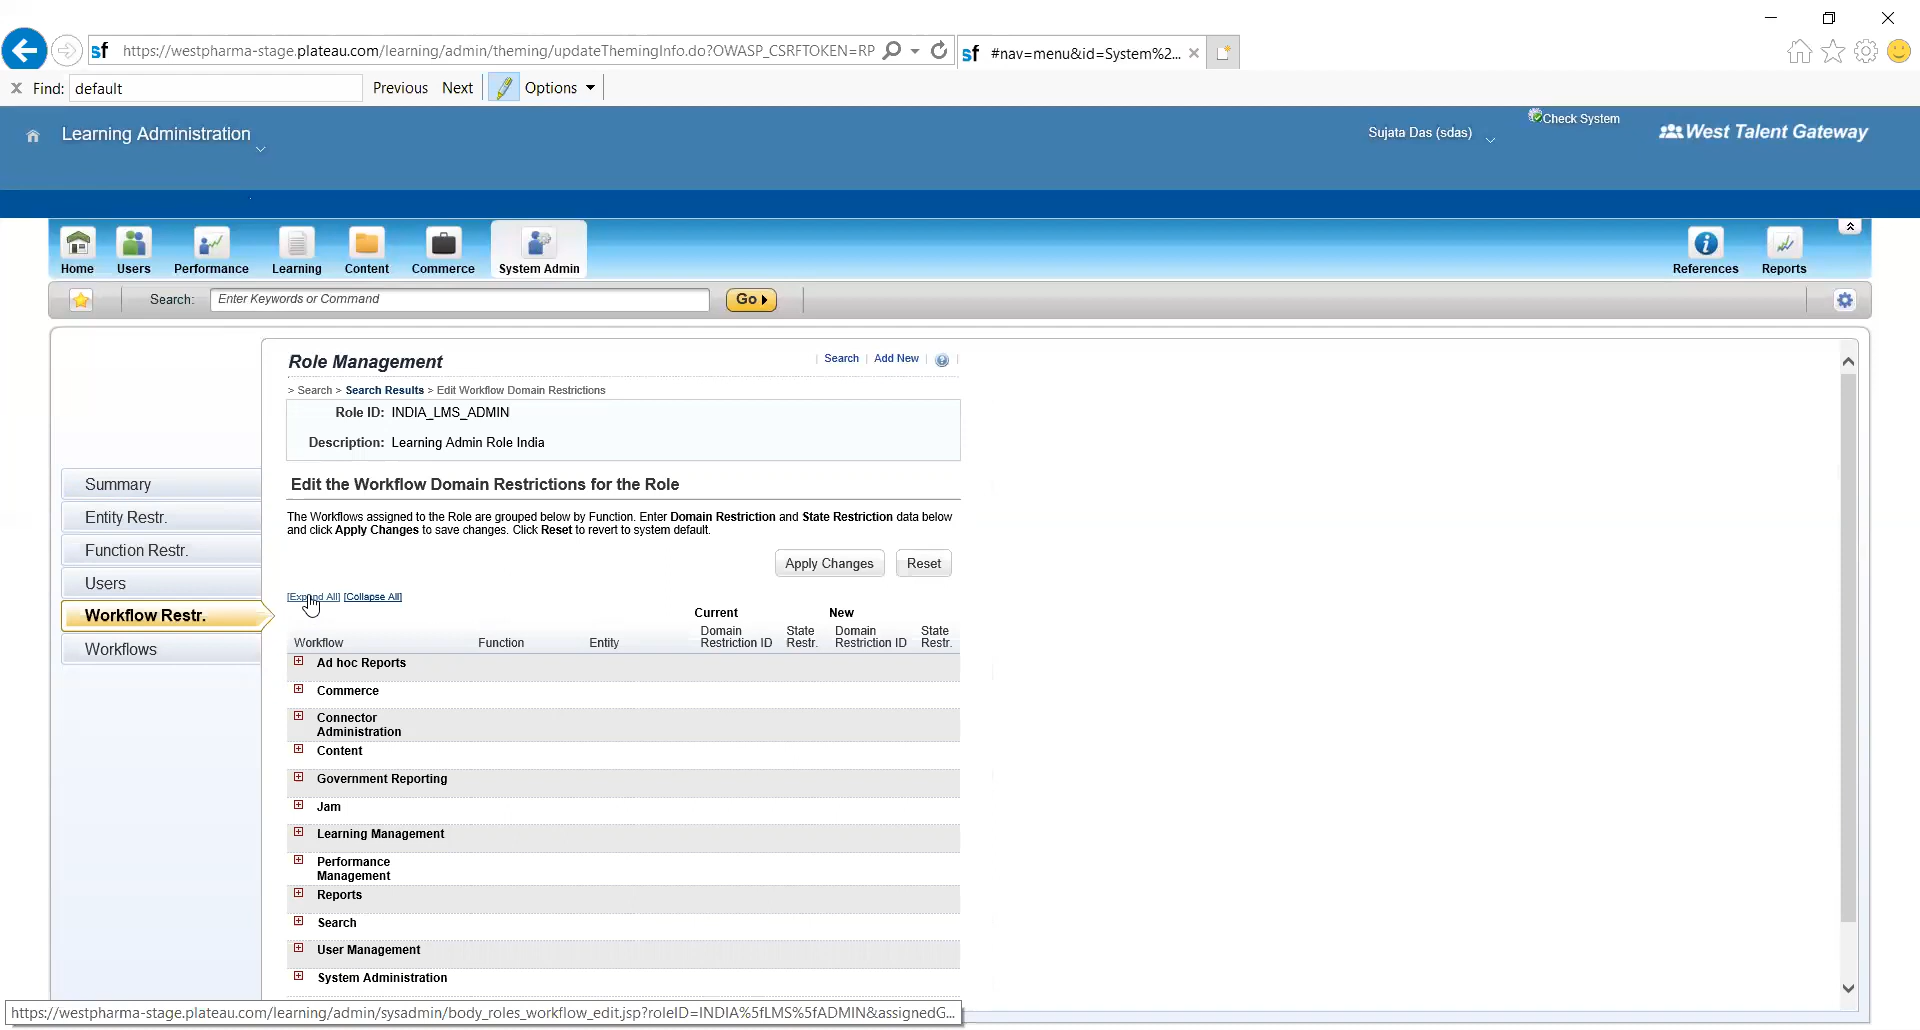 https://westpharma-stage.plateau.com/learning/admin/theming/updateThemingInfo.do?OWASP_CSRFTOKEN=RP
#nav=menu&id=System%2...
Find: default Previous Next Options
Learning Administration
Sujata Das (sdas)
Check System
West Talent Gateway
Home Users Performance Learning Content Commerce System Admin References Reports
Search: Enter Keywords or Command Go
Role Management
Search Add New
> Search > Search Results > Edit Workflow Domain Restrictions
Role ID: INDIA_LMS_ADMIN
Description: Learning Admin Role India
Summary
Entity Restr.
Function Restr.
Users
Workflow Restr.
Workflows
Edit the Workflow Domain Restrictions for the Role
The Workflows assigned to the Role are grouped below by Function. Enter Domain Restriction and State Restriction data below
and click Apply Changes to save changes. Click Reset to revert to system default.
Apply Changes Reset
[Expand All] [Collapse All]
Current New
Domain State Domain State
Workflow Function Entity Restriction ID Restr. Restriction ID Restr.
Ad hoc Reports
Commerce
Connector
Administration
Content
Government Reporting
Jam
Learning Management
Performance
Management
Reports
Search
User Management
System Administration
https://westpharma-stage.plateau.com/learning/admin/sysadmin/body_roles_workflow_edit.jsp?roleID=INDIA%5fLMS%5fADMIN&assignedG...